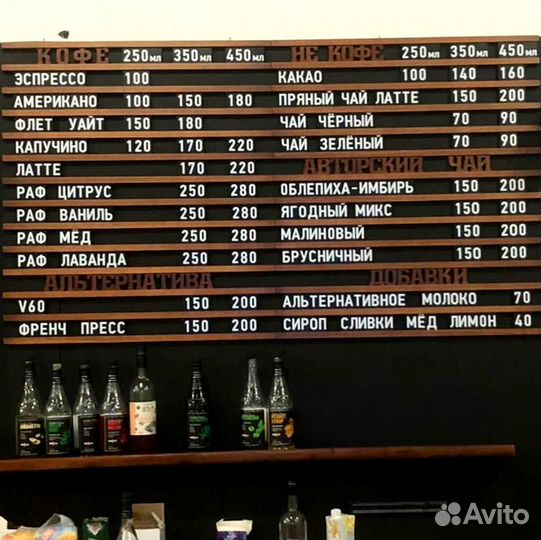 КОФЕ 250мл 350мл 450мл
ЭСПРЕССО 100
АМЕРИКАНО 100 150 180
ФЛЕТ УАЙТ 150 180
КАПУЧИНО 120 170 220
ЛАТТЕ 170 220
РАФ ЦИТРУС 250 280
РАФ ВАНИЛЬ 250 280
РАФ МЁД 250 280
РАФ ЛАВАНДА 250 280
АЛЬТЕРНАТИВА
V60 150 200
ФРЕНЧ ПРЕСС 150 200
НЕ КОФЕ 250мл 350мл 450мл
КАКАО 100 140 160
ПРЯНЫЙ ЧАЙ ЛАТТЕ 150 200
ЧАЙ ЧЁРНЫЙ 70 90
ЧАЙ ЗЕЛЁНЫЙ 70 90
АВТОРСКИЙ ЧАЙ
ОБЛЕПИХА-ИМБИРЬ 150 200
ЯГОДНЫЙ МИКС 150 200
МАЛИНОВЫЙ 150 200
БРУСНИЧНЫЙ 150 200
ДОБАВКИ
АЛЬТЕРНАТИВНОЕ МОЛОКО 70
СИРОП СЛИВКИ МЁД ЛИМОН 40
Avito